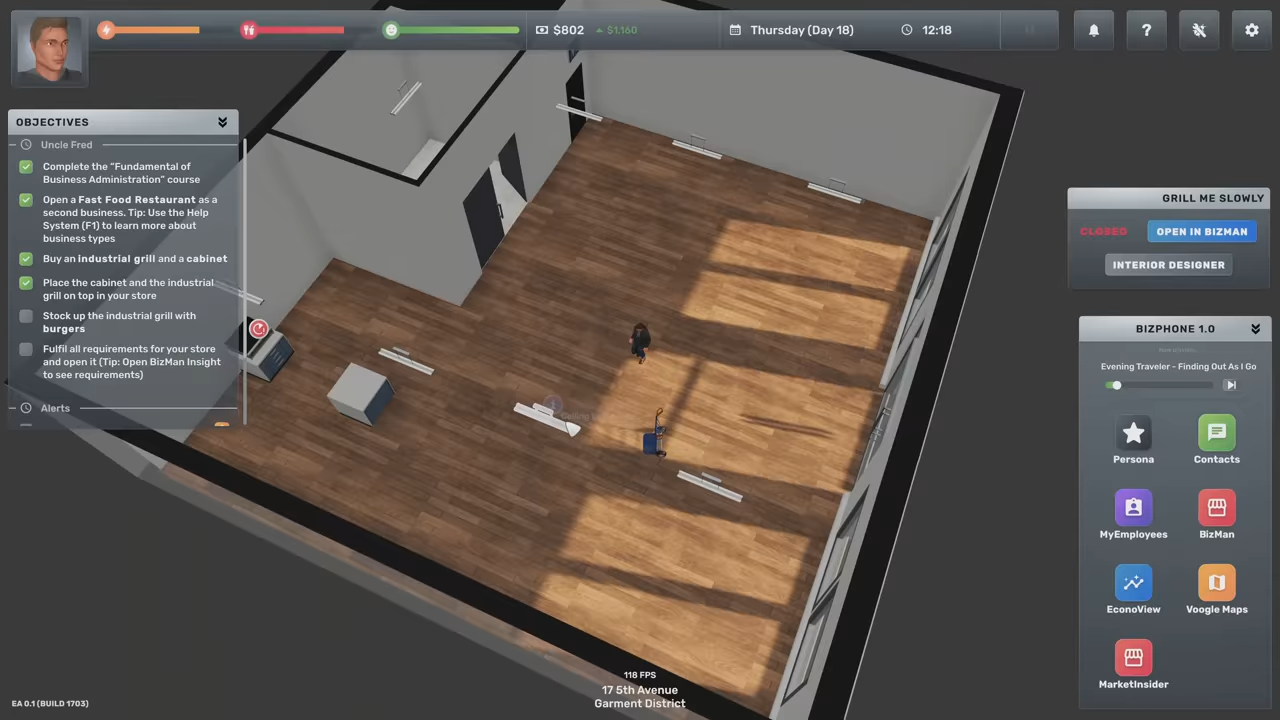 $802
$1,160
Thursday (Day 18)
12:18
?
OBJECTIVES
Uncle Fred
Complete the "Fundamental of
Business Administration" course
Open a Fast Food Restaurant as a
second business. Tip: Use the Help
System (F1) to learn more about
business types
Buy an industrial grill and a cabinet
Place the cabinet and the industrial
grill on top in your store
Stock up the industrial grill with
burgers
Fulfil all requirements for your store
and open it (Tip: Open BizMan Insight
to see requirements)
Alerts
GRILL ME SLOWLY
CLOSED
OPEN IN BIZMAN
INTERIOR DESIGNER
BIZPHONE 1.0
Evening Traveler - Finding Out As I Go
Persona
Contacts
MyEmployees
BizMan
EconoView
Voogle Maps
MarketInsider
118 FPS
17 5th Avenue
Garment District
EA 0.1 (BUILD 1703)